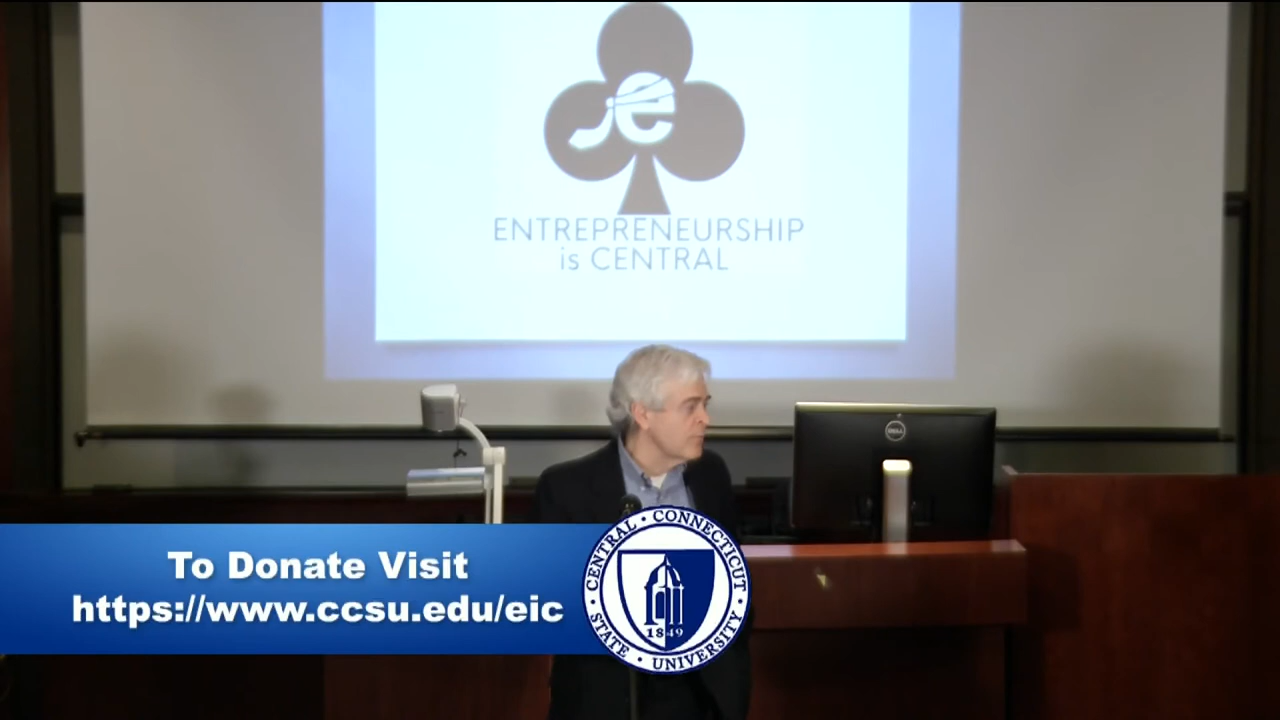 e
ENTREPRENEURSHIP
is CENTRAL
DELL
To Donate Visit
https://www.ccsu.edu/eic
CENTRAL • CONNECTICUT • STATE • UNIVERSITY •
1849